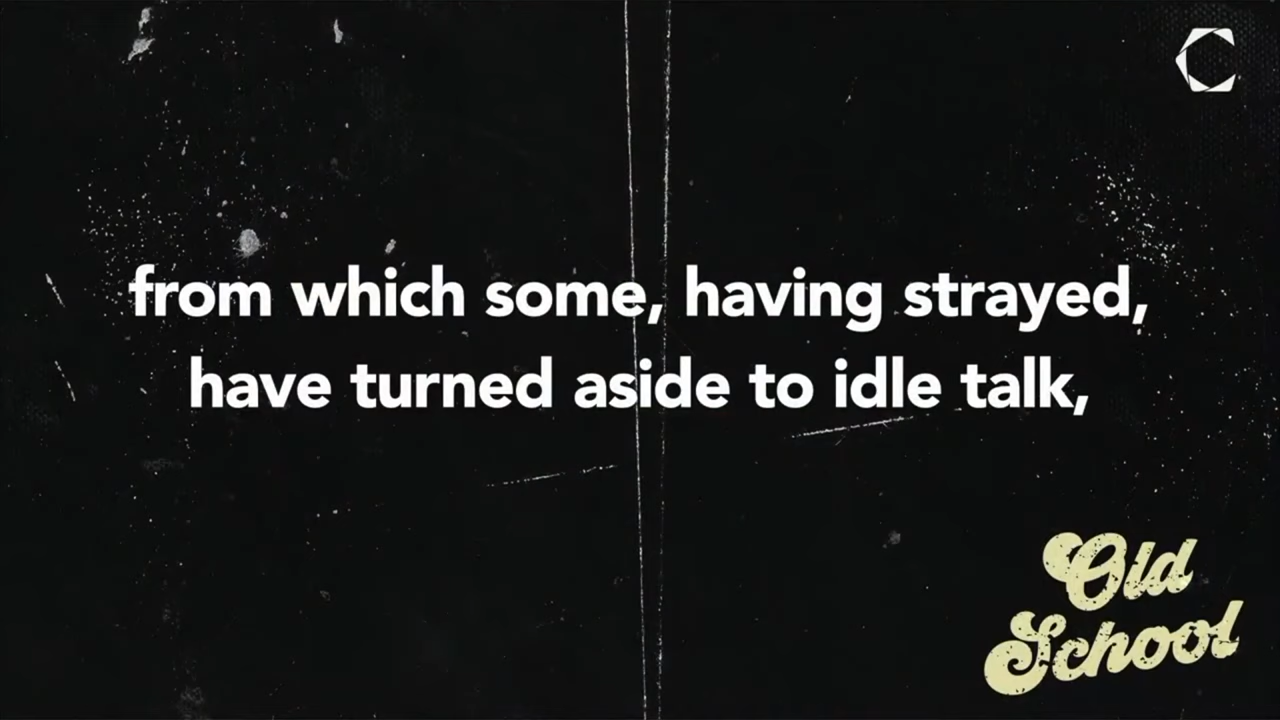 from which some, having strayed,
have turned aside to idle talk,
Old
School